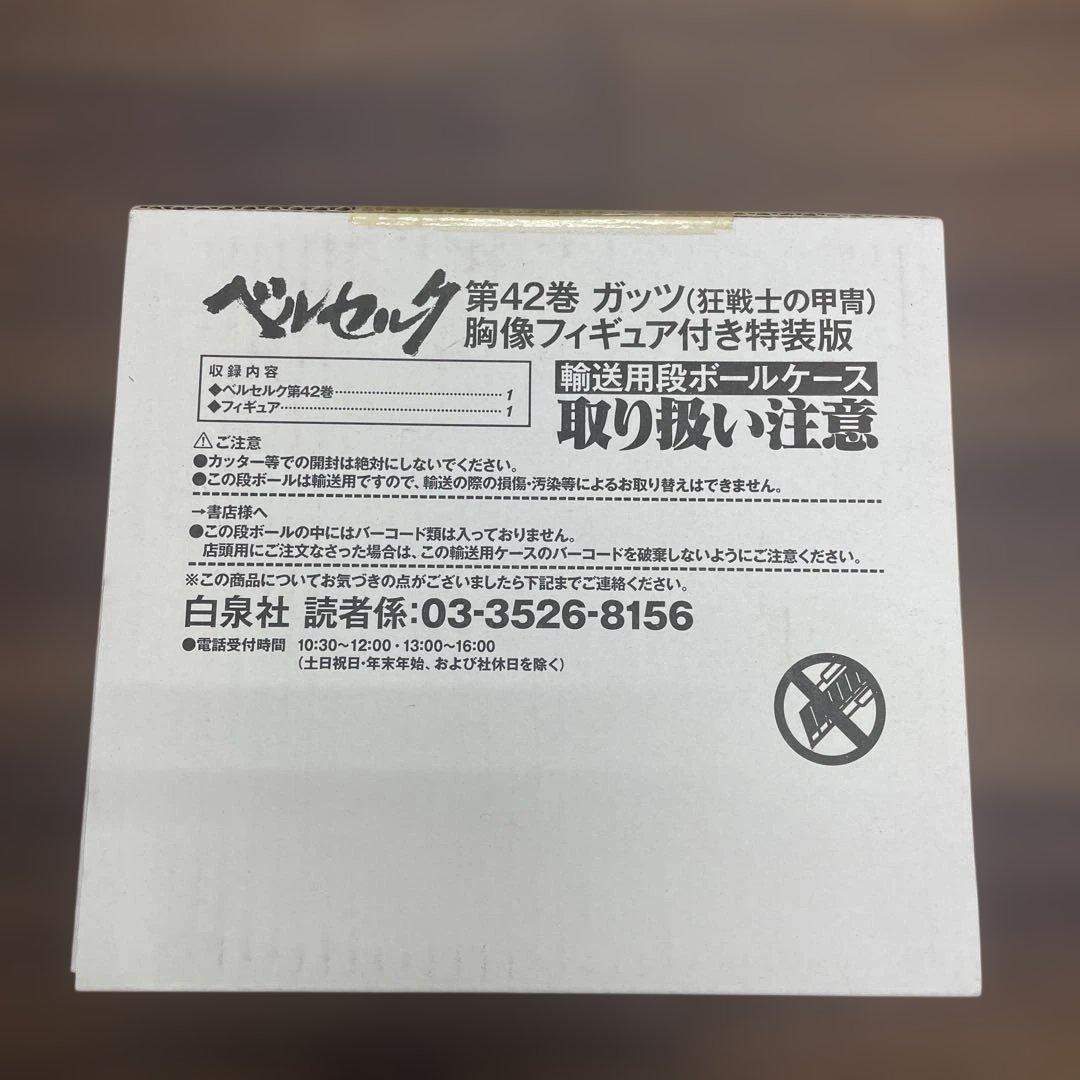 ベルセルク 第42巻 ガッツ(狂戦士の甲冑)
胸像フィギュア付き特装版
収録内容
◆ベルセルク第42巻……………………………1
◆フィギュア……………………………………1
輸送用段ボールケース
取り扱い注意
⚠ご注意
●カッター等での開封は絶対にしないでください。
●この段ボールは輸送用ですので、輸送の際の損傷・汚染等によるお取り替えはできません。
→書店様へ
●この段ボールの中にはバーコード類は入っておりません。
店頭用にご注文なさった場合は、この輸送用ケースのバーコードを破棄しないようにご注意ください。
※この商品についてお気づきの点がございましたら下記までご連絡ください。
白泉社 読者係:03-3526-8156
●電話受付時間 10:30〜12:00・13:00〜16:00
(土日祝日・年末年始、および社休日を除く)